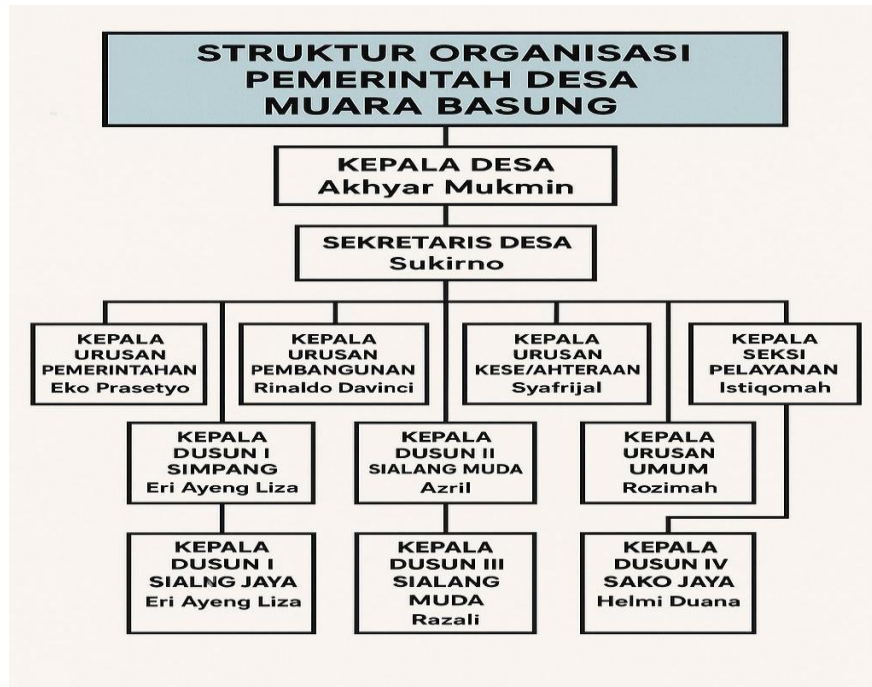 STRUKTUR ORGANISASI
PEMERINTAH DESA
MUARA BASUNG
KEPALA DESA
Akhyar Mukmin
SEKRETARIS DESA
Sukirno
KEPALA
URUSAN
PEMERINTAHAN
Eko Prasetyo
KEPALA
URUSAN
PEMBANGUNAN
Rinaldo Davinci
KEPALA
URUSAN
KESE/AHTERAAN
Syafrijal
KEPALA
SEKSI
PELAYANAN
Istiqomah
KEPALA
DUSUN I
SIMPANG
Eri Ayeng Liza
KEPALA
DUSUN II
SIALANG MUDA
Azril
KEPALA
URUSAN
UMUM
Rozimah
KEPALA
DUSUN I
SIALNG JAYA
Eri Ayeng Liza
KEPALA
DUSUN III
SIALANG
MUDA
Razali
KEPALA
DUSUN IV
SAKO JAYA
Helmi Duana